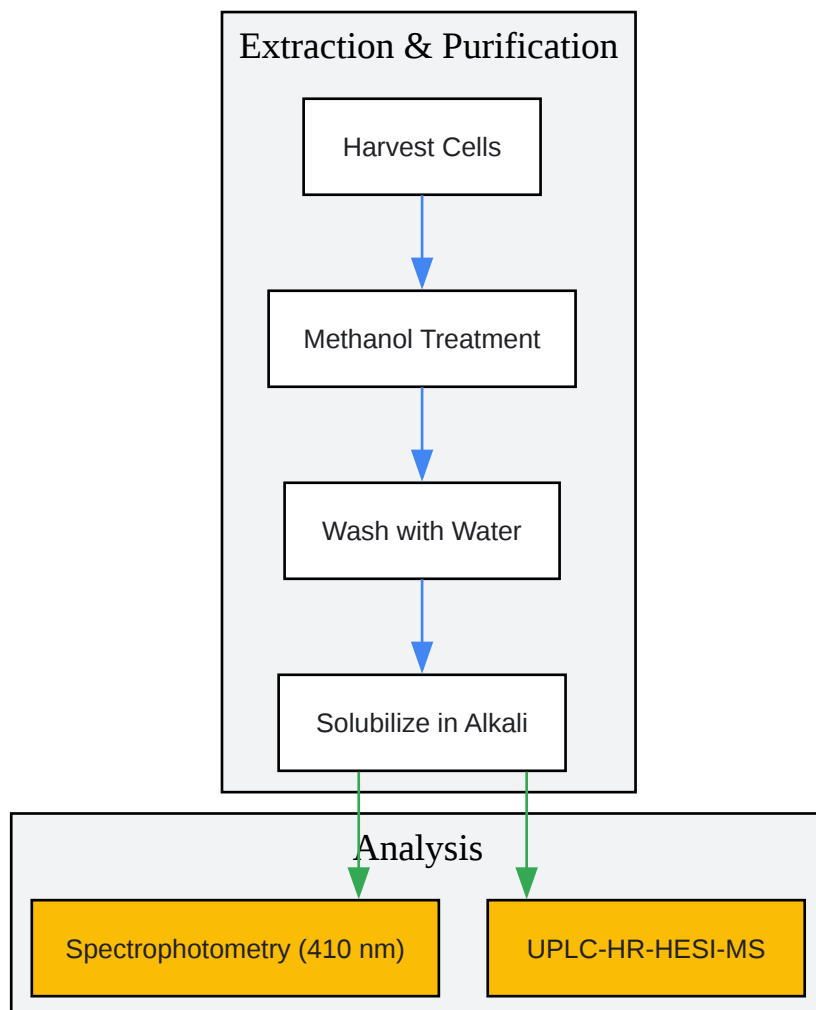 Extraction & Purification
Harvest Cells
Methanol Treatment
Wash with Water
Solubilize in Alkali
Analysis
Spectrophotometry (410 nm)
UPLC-HR-HESI-MS